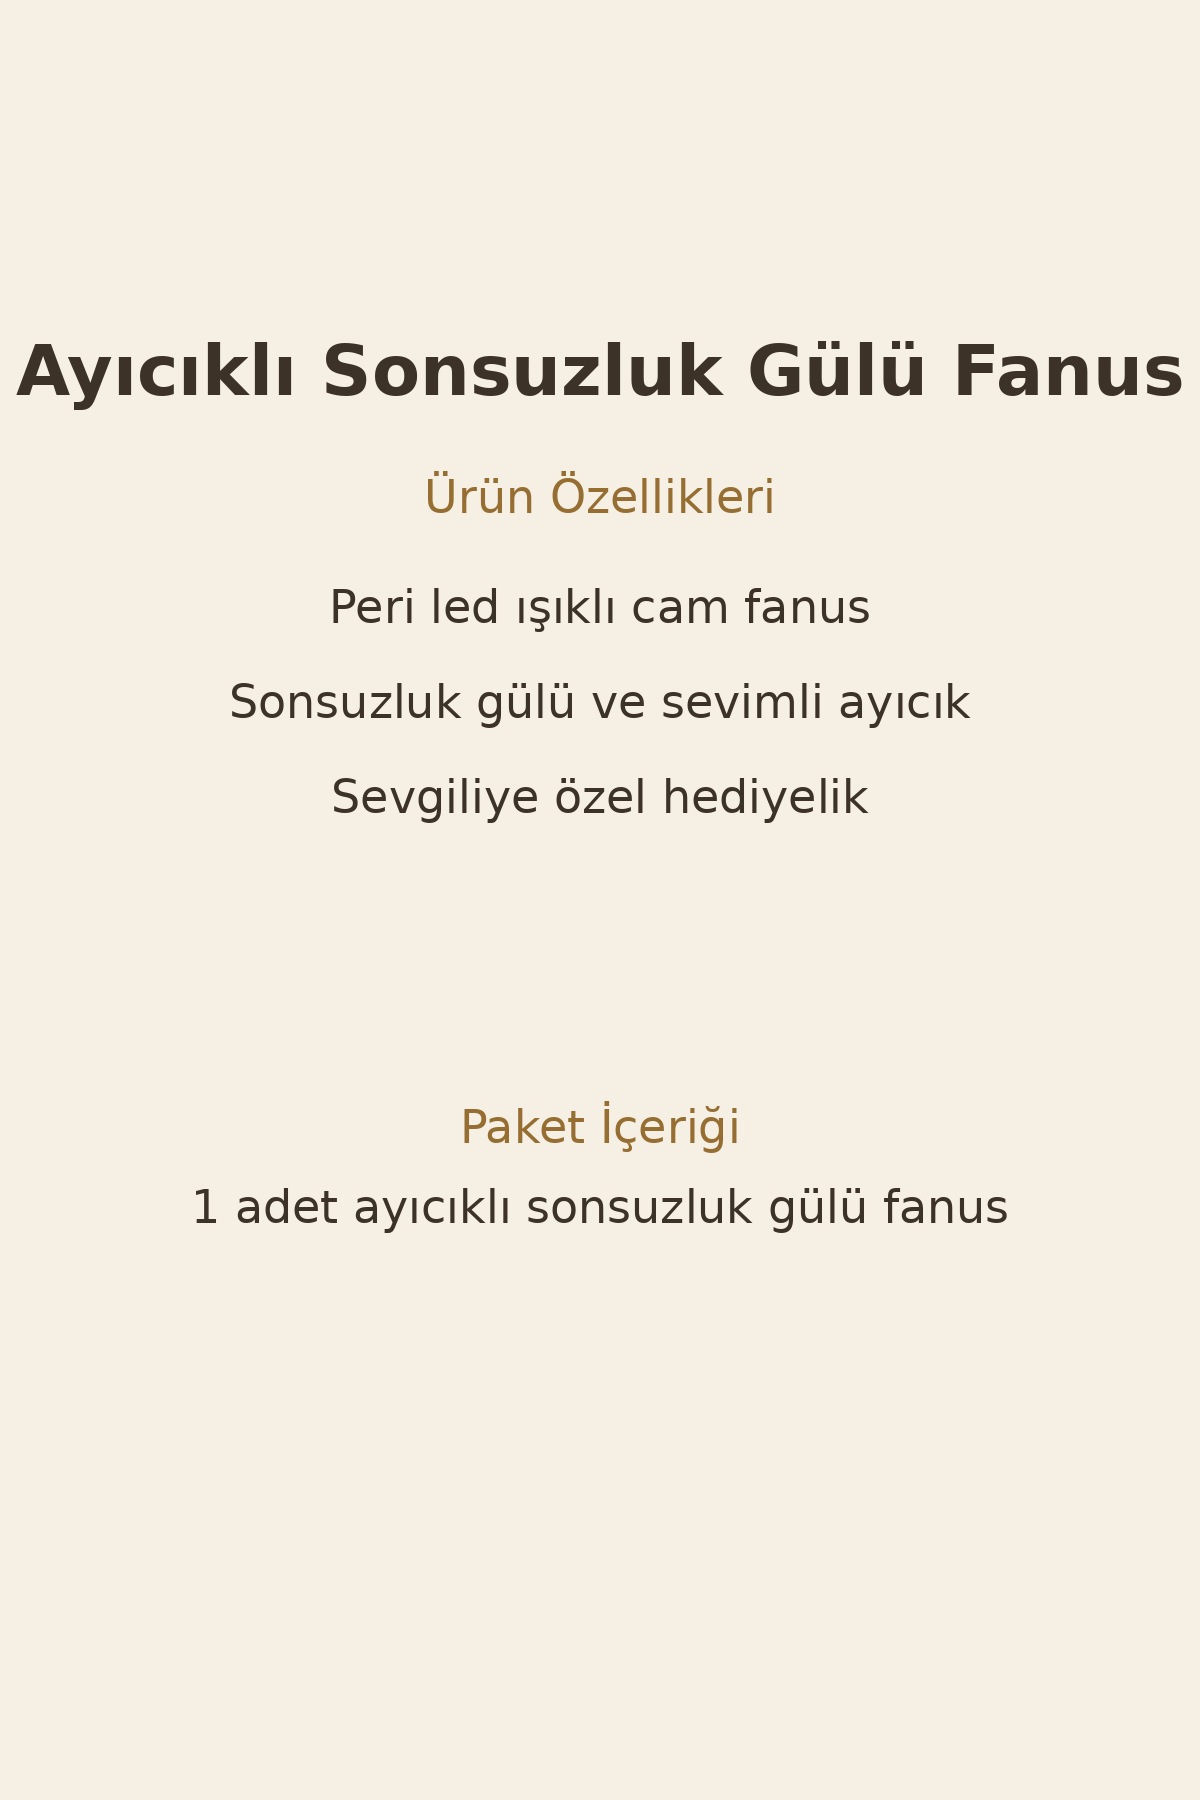 Ayıcıklı Sonsuzluk Gülü Fanus
Ürün Özellikleri
Peri led ışıklı cam fanus
Sonsuzluk gülü ve sevimli ayıcık
Sevgiliye özel hediyelik
Paket İçeriği
1 adet ayıcıklı sonsuzluk gülü fanus